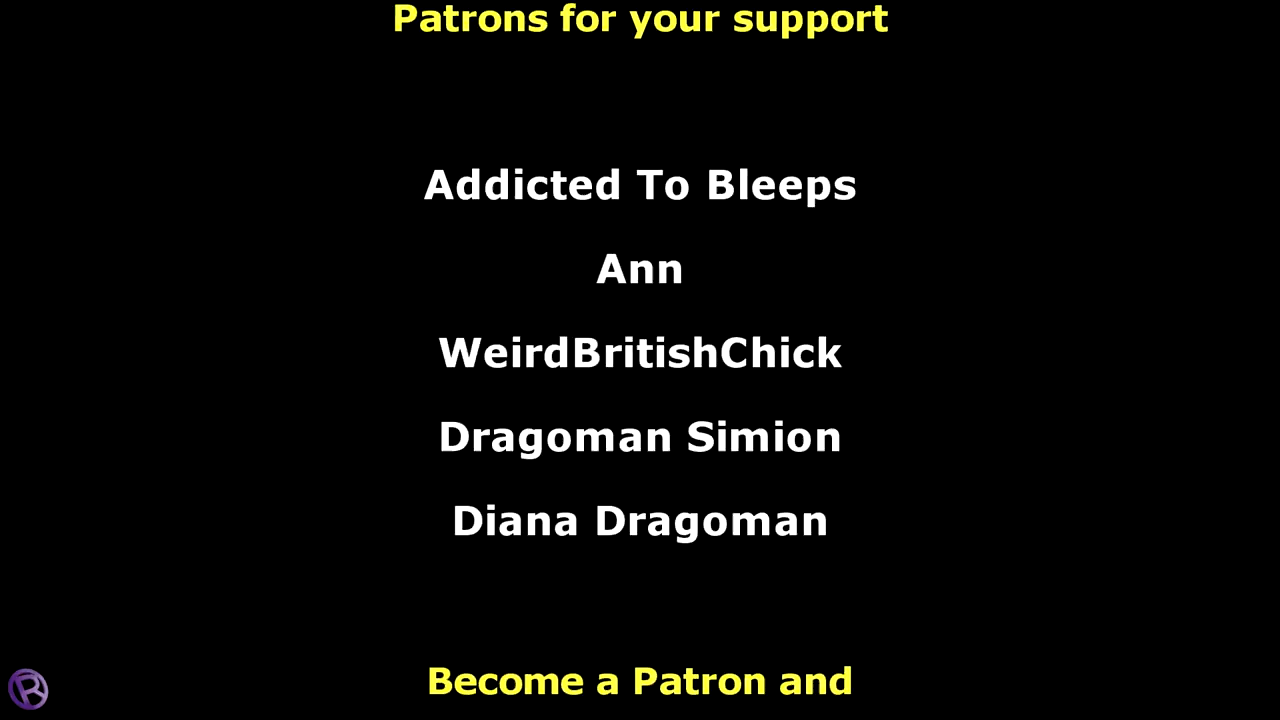 Patrons for your support
Addicted To Bleeps
Ann
WeirdBritishChick
Dragoman Simion
Diana Dragoman
Become a Patron and